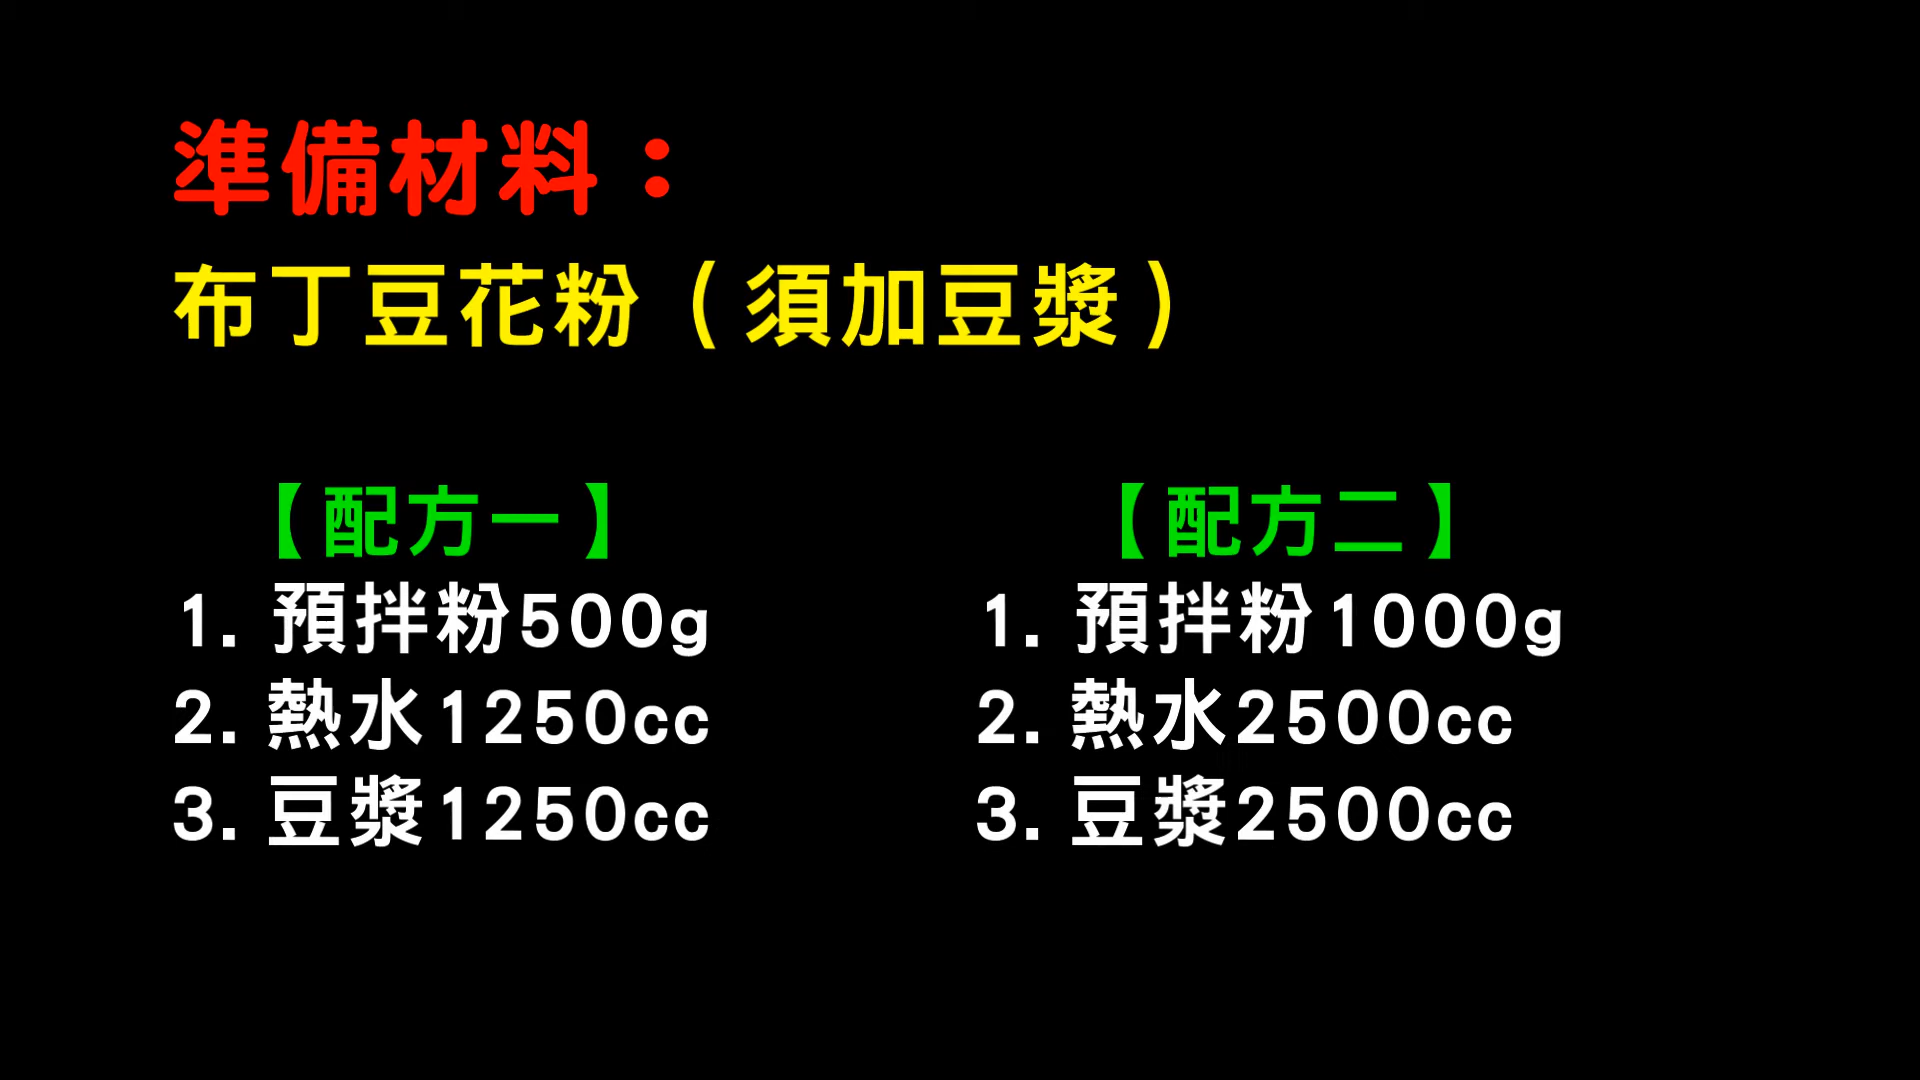 準備材料：
布丁豆花粉（須加豆漿）
【配方一】
1. 預拌粉500g
2. 熱水1250cc
3. 豆漿1250cc
【配方二】
1. 預拌粉1000g
2. 熱水2500cc
3. 豆漿2500cc